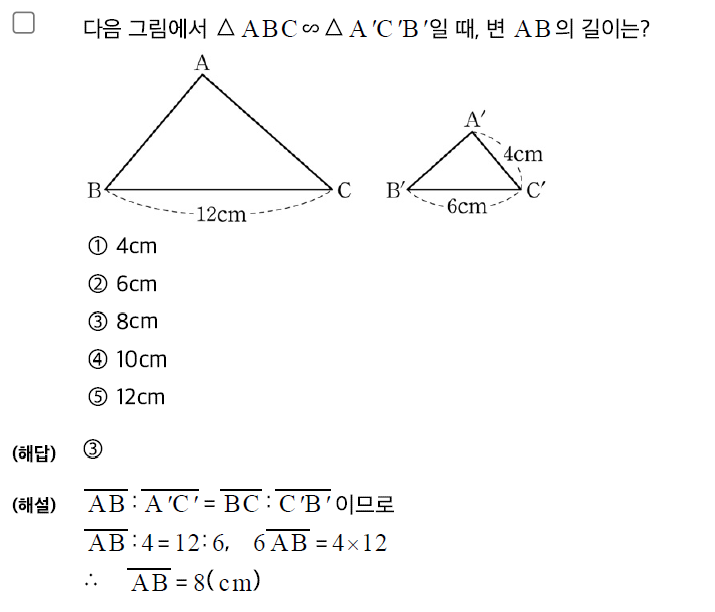 다음 그림에서 △ABC∽△A′C′B′일 때, 변 AB의 길이는?
A
A′
4cm
B
C
B′
C′
12cm
6cm
① 4cm
② 6cm
③ 8cm
④ 10cm
⑤ 12cm
(해답) ③
(해설) AB : A′C′ = BC : C′B′ 이므로
AB : 4 = 12 : 6, 6AB = 4×12
∴ AB = 8(cm)